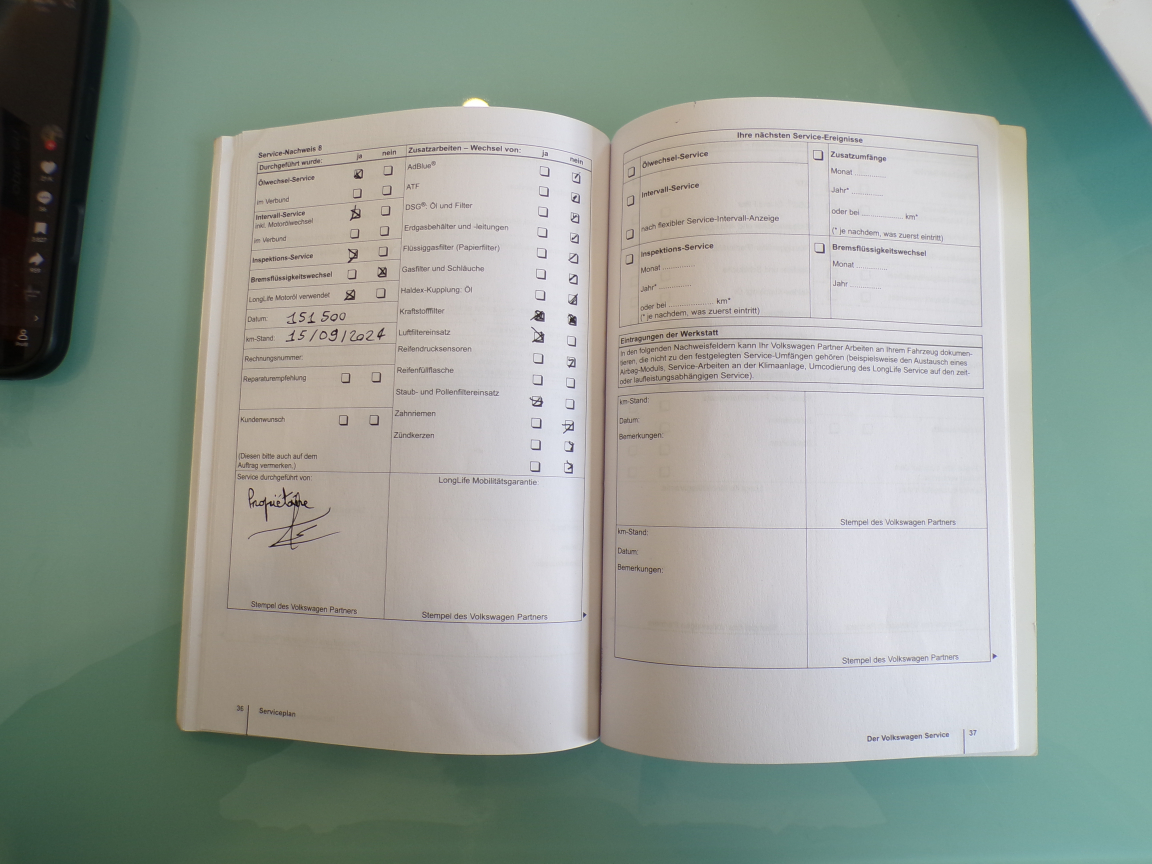 Service-Nachweis 8
Durchgeführt wurde: ja nein
Ölwechsel-Service
im Verbund
Intervall-Service
inkl. Motorölwechsel
im Verbund
Inspektions-Service
Bremsflüssigkeitswechsel
LongLife Motoröl verwendet
Datum: 151 500
km-Stand: 15/09/2024
Rechnungsnummer:
Reparaturempfehlung
Kundenwunsch
(Diesen bitte auch auf dem
Auftrag vermerken.)
Service durchgeführt von:
Propriétaire
Stempel des Volkswagen Partners
Zusatzarbeiten – Wechsel von: ja nein
AdBlue®
ATF
DSG®: Öl und Filter
Erdgasbehälter und -leitungen
Flüssiggasfilter (Papierfilter)
Gasfilter und Schläuche
Haldex-Kupplung: Öl
Kraftstofffilter
Luftfiltereinsatz
Reifendrucksensoren
Reifenfüllflasche
Staub- und Pollenfiltereinsatz
Zahnriemen
Zündkerzen
LongLife Mobilitätsgarantie:
Stempel des Volkswagen Partners
36 Serviceplan
Ihre nächsten Service-Ereignisse
Ölwechsel-Service
Intervall-Service
nach flexibler Service-Intervall-Anzeige
Inspektions-Service
Monat ..............
Jahr* ..............
oder bei .................... km*
(* je nachdem, was zuerst eintritt)
Zusatzumfänge
Monat ..............
Jahr* ..............
oder bei .................. km*
(* je nachdem, was zuerst eintritt)
Bremsflüssigkeitswechsel
Monat ..............
Jahr ..............
Eintragungen der Werkstatt
In den folgenden Nachweisfeldern kann Ihr Volkswagen Partner Arbeiten an Ihrem Fahrzeug dokumen-
tieren, die nicht zu den festgelegten Service-Umfängen gehören (beispielsweise den Austausch eines
Airbag-Moduls, Service-Arbeiten an der Klimaanlage, Umcodierung des LongLife Service auf den zeit-
oder laufleistungsabhängigen Service).
km-Stand:
Datum:
Bemerkungen:
Stempel des Volkswagen Partners
km-Stand:
Datum:
Bemerkungen:
Stempel des Volkswagen Partners
Der Volkswagen Service 37